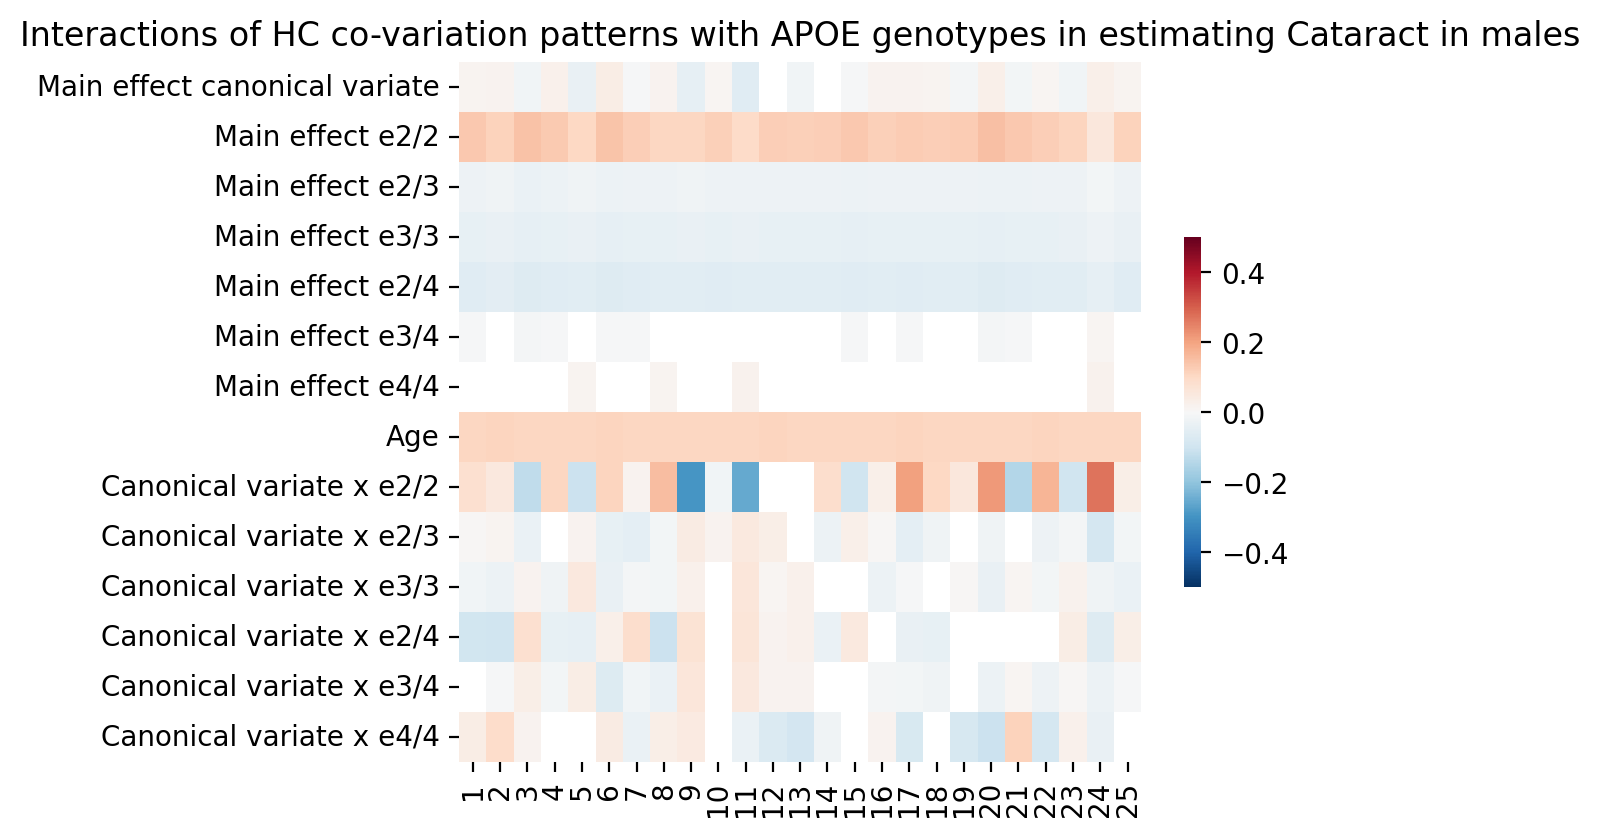 Interactions of HC co-variation patterns with APOE genotypes in estimating Cataract in males
Main effect canonical variate
Main effect e2/2
Main effect e2/3
Main effect e3/3
Main effect e2/4
Main effect e3/4
Main effect e4/4
Age
Canonical variate x e2/2
Canonical variate x e2/3
Canonical variate x e3/3
Canonical variate x e2/4
Canonical variate x e3/4
Canonical variate x e4/4
1 2 3 4 5 6 7 8 9 10 11 12 13 14 15 16 17 18 19 20 21 22 23 24 25
0.4
0.2
0.0
−0.2
−0.4